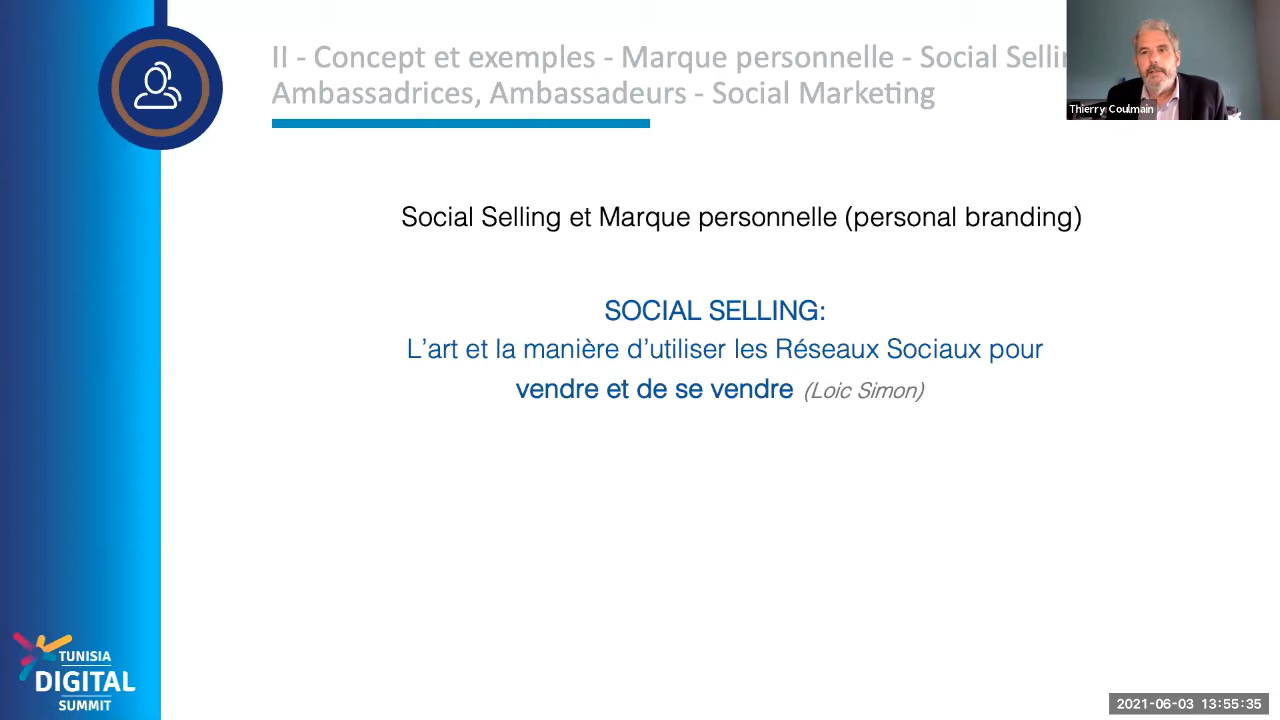 II - Concept et exemples - Marque personnelle - Social
Ambassadrices, Ambassadeurs - Social Marketing
Thierry Coulmain
Social Selling et Marque personnelle (personal branding)
SOCIAL SELLING:
L’art et la manière d’utiliser les Réseaux Sociaux pour
vendre et de se vendre (Loic Simon)
TUNISIA
DIGITAL
SUMMIT
2021-06-03 13:55:35